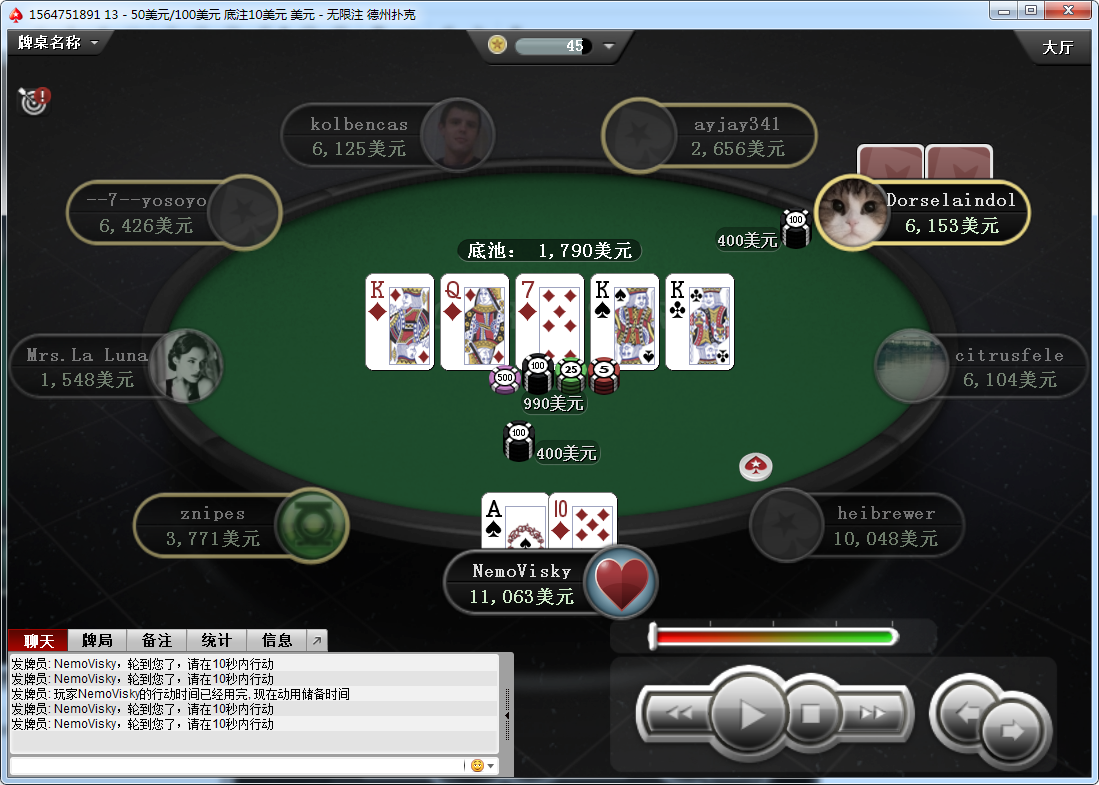 1564751891 13 - 50美元/100美元 底注10美元 美元 - 无限注 德州扑克
牌桌名称
45
大厅
kolbencas
6,125美元
ayjay341
2,656美元
--7--yosoyo
6,426美元
Dorselaindol
6,153美元
100
400美元
底池： 1,790美元
K
Q
7
K
K
Mrs.La Luna
1,548美元
citrusfele
6,104美元
500
100
25
5
990美元
100
400美元
A
10
znipes
3,771美元
heibrewer
10,048美元
NemoVisky
11,063美元
聊天 牌局 备注 统计 信息
发牌员: NemoVisky，轮到您了，请在10秒内行动
发牌员: NemoVisky，轮到您了，请在10秒内行动
发牌员: 玩家NemoVisky的行动时间已经用完, 现在动用储备时间
发牌员: NemoVisky，轮到您了，请在10秒内行动
发牌员: NemoVisky，轮到您了，请在10秒内行动